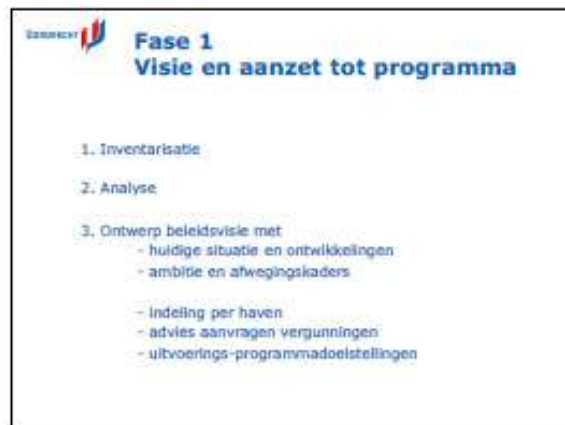 DORDRECHT
Fase 1
Visie en aanzet tot programma
1. Inventarisatie
2. Analyse
3. Ontwerp beleidsvisie met
- huidige situatie en ontwikkelingen
- ambitie en afwegingskaders
- indeling per haven
- advies aanvragen vergunningen
- uitvoerings-programmadoelstellingen